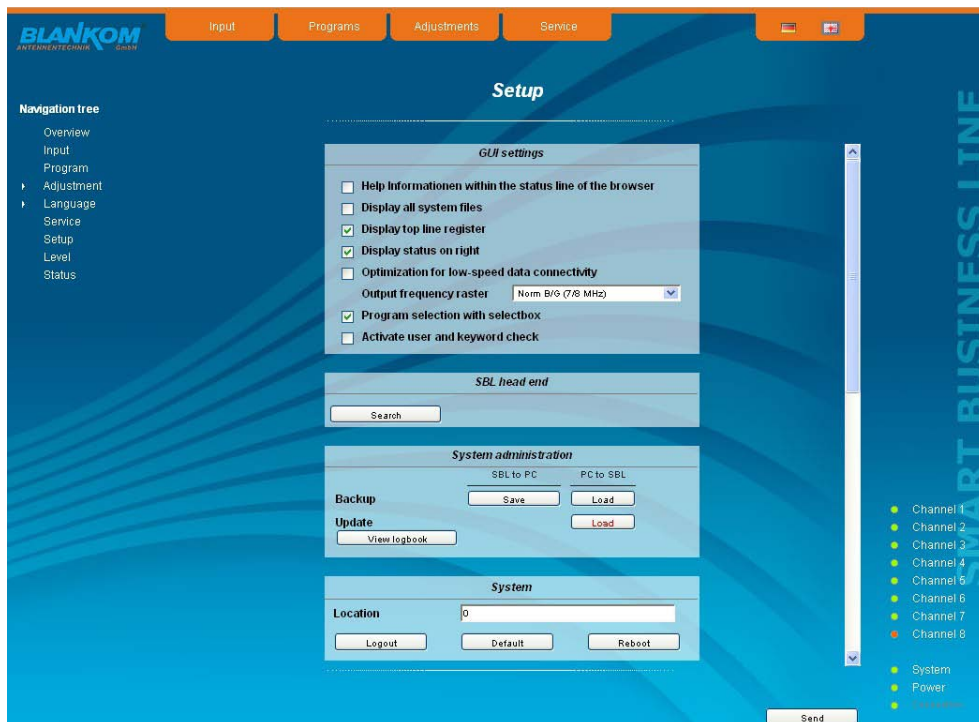 BLANKOM
ANTENNENTECHNIK GmbH
Input
Programs
Adjustments
Service
Setup
Navigation tree
Overview
Input
Program
Adjustment
Language
Service
Setup
Level
Status
GUI settings
Help Informationen within the status line of the browser
Display all system files
Display top line register
Display status on right
Optimization for low-speed data connectivity
Output frequency raster Norm B/G (7/8 MHz)
Program selection with selectbox
Activate user and keyword check
SBL head end
Search
System administration
SBL to PC PC to SBL
Backup Save Load
Update Load
View logbook
System
Location 0
Logout Default Reboot
Send
SMART BUSINESS LINE
Channel 1
Channel 2
Channel 3
Channel 4
Channel 5
Channel 6
Channel 7
Channel 8
System
Power